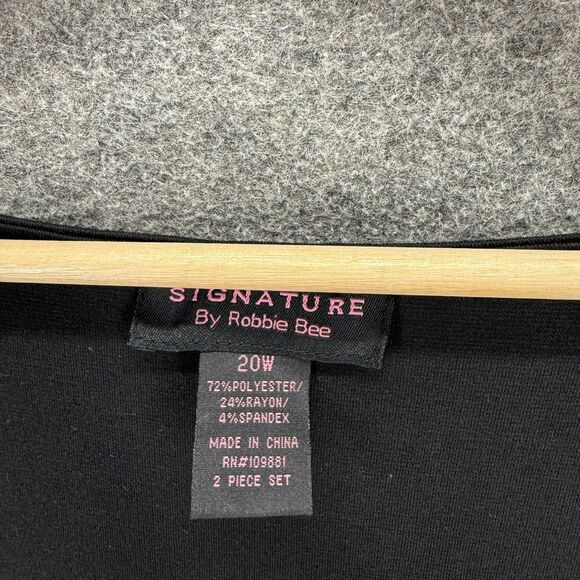 SIGNATURE
By Robbie Bee
20W
72%POLYESTER/
24%RAYON/
4%SPANDEX
MADE IN CHINA
RN#109881
2 PIECE SET